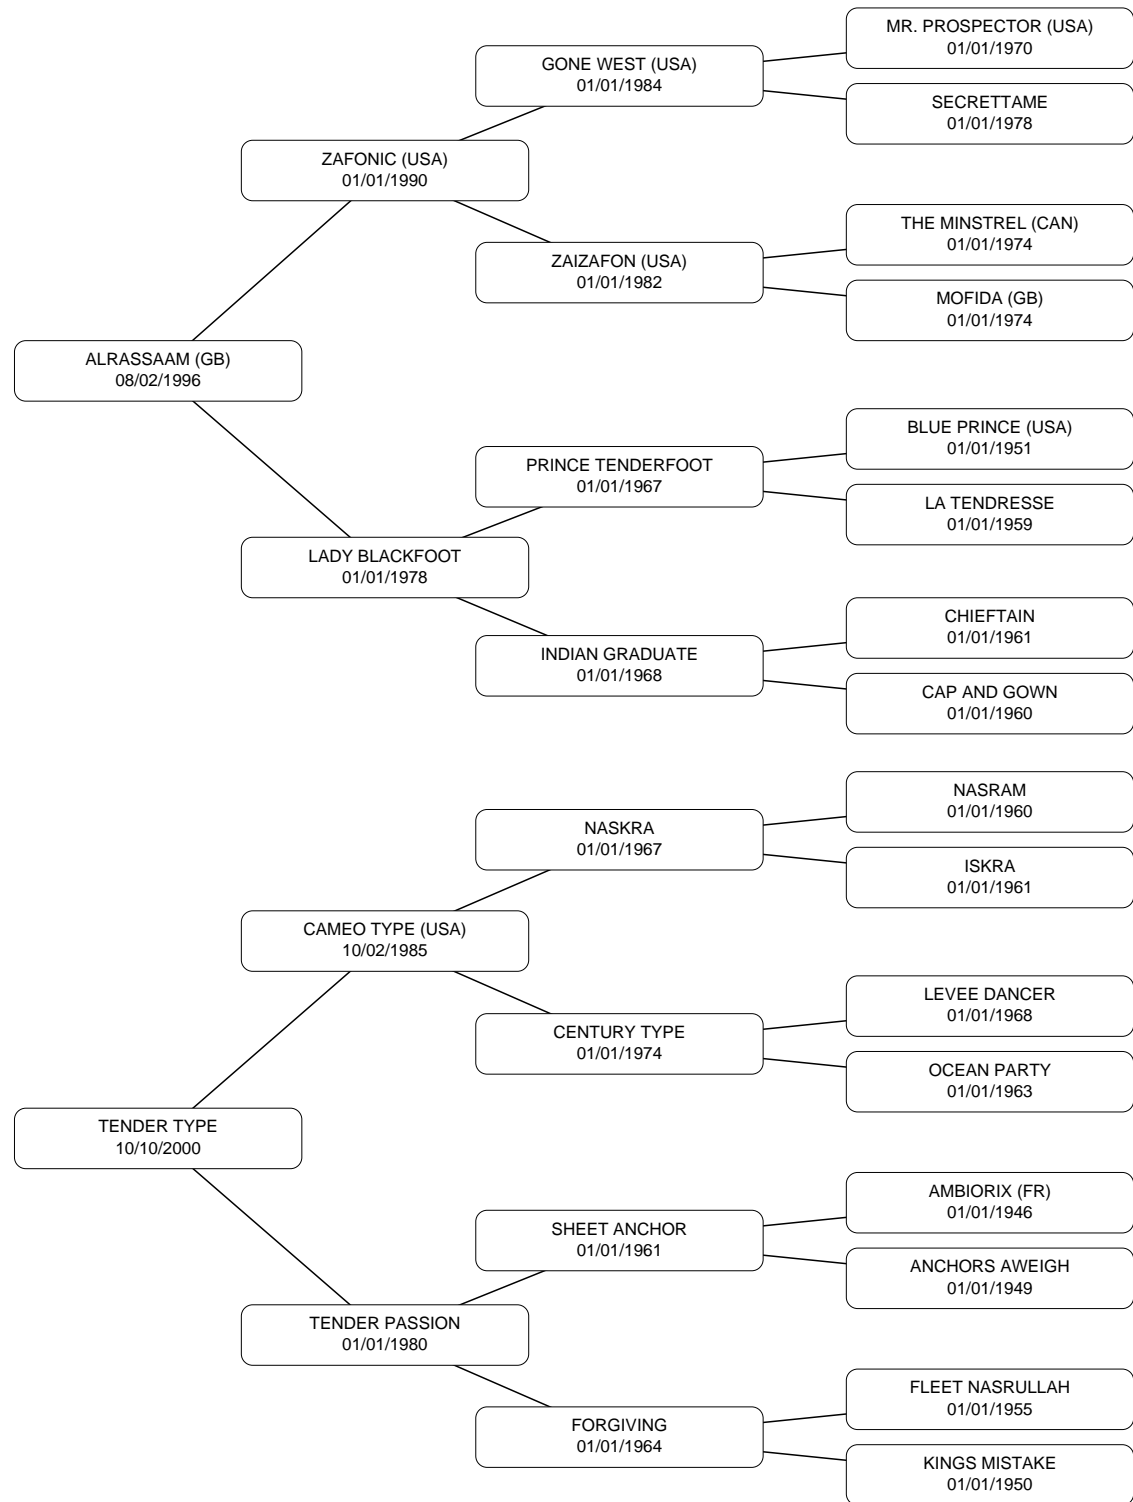 MR. PROSPECTOR (USA)
01/01/1970
GONE WEST (USA)
01/01/1984
SECRETTAME
01/01/1978
ZAFONIC (USA)
01/01/1990
THE MINSTREL (CAN)
01/01/1974
ZAIZAFON (USA)
01/01/1982
MOFIDA (GB)
01/01/1974
ALRASSAAM (GB)
08/02/1996
BLUE PRINCE (USA)
01/01/1951
PRINCE TENDERFOOT
01/01/1967
LA TENDRESSE
01/01/1959
LADY BLACKFOOT
01/01/1978
CHIEFTAIN
01/01/1961
INDIAN GRADUATE
01/01/1968
CAP AND GOWN
01/01/1960
NASRAM
01/01/1960
NASKRA
01/01/1967
ISKRA
01/01/1961
CAMEO TYPE (USA)
10/02/1985
LEVEE DANCER
01/01/1968
CENTURY TYPE
01/01/1974
OCEAN PARTY
01/01/1963
TENDER TYPE
10/10/2000
AMBIORIX (FR)
01/01/1946
SHEET ANCHOR
01/01/1961
ANCHORS AWEIGH
01/01/1949
TENDER PASSION
01/01/1980
FLEET NASRULLAH
01/01/1955
FORGIVING
01/01/1964
KINGS MISTAKE
01/01/1950